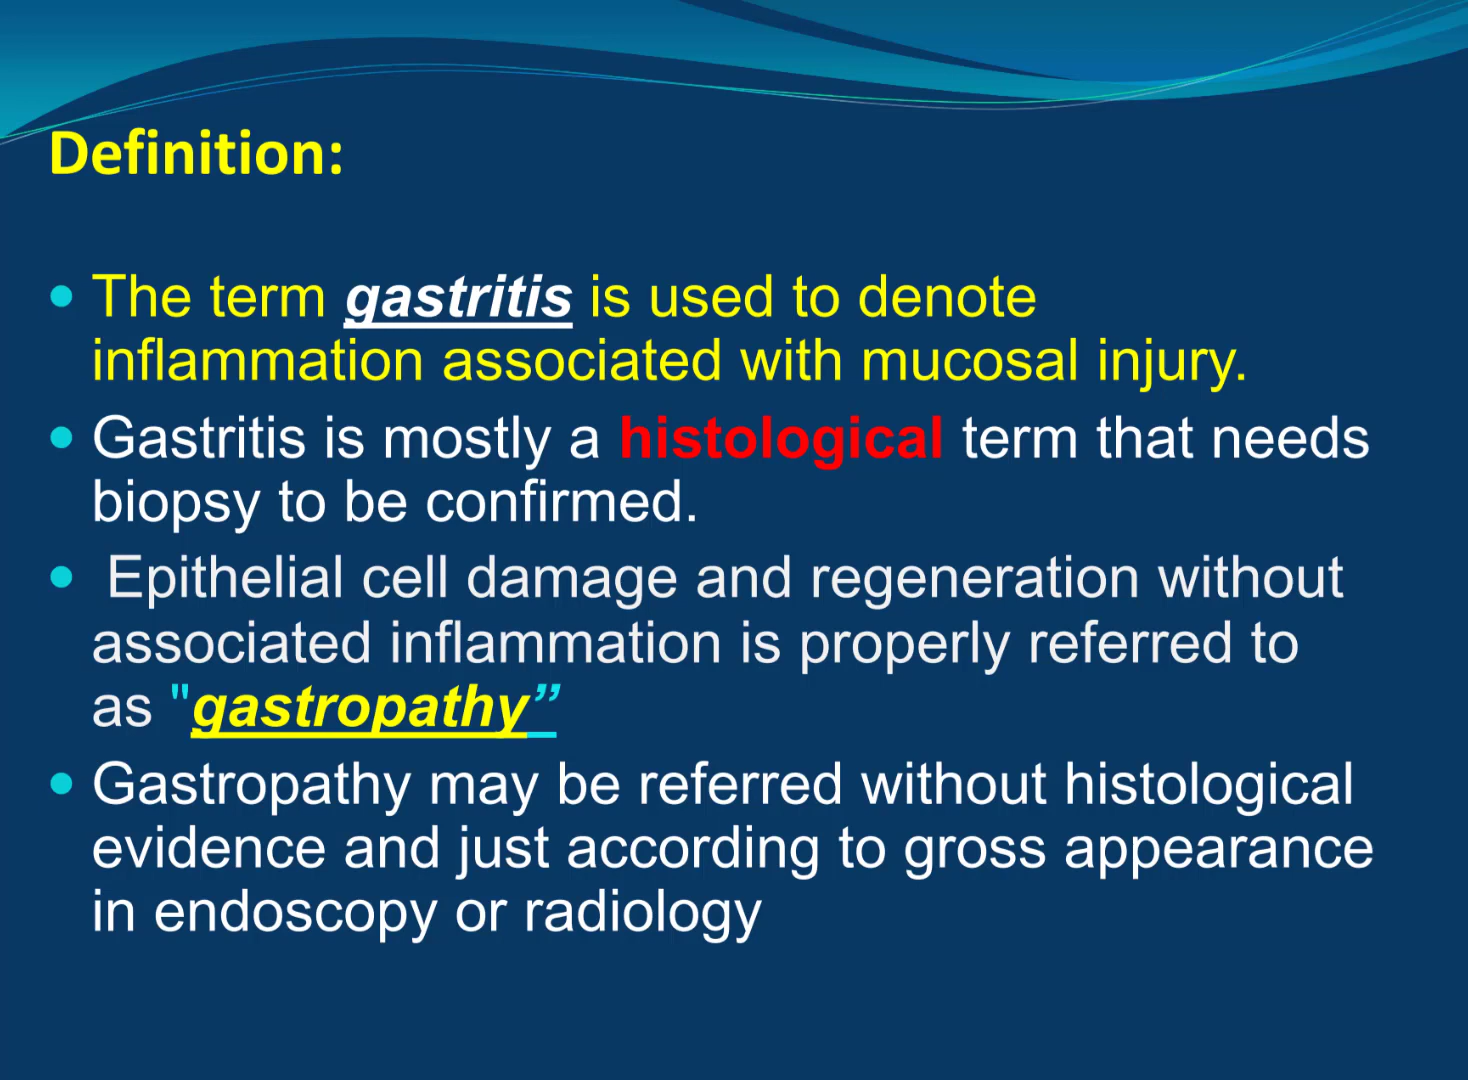 Definition:
• The term gastritis is used to denote
inflammation associated with mucosal injury.
• Gastritis is mostly a histological term that needs
biopsy to be confirmed.
• Epithelial cell damage and regeneration without
associated inflammation is properly referred to
as "gastropathy”
• Gastropathy may be referred without histological
evidence and just according to gross appearance
in endoscopy or radiology